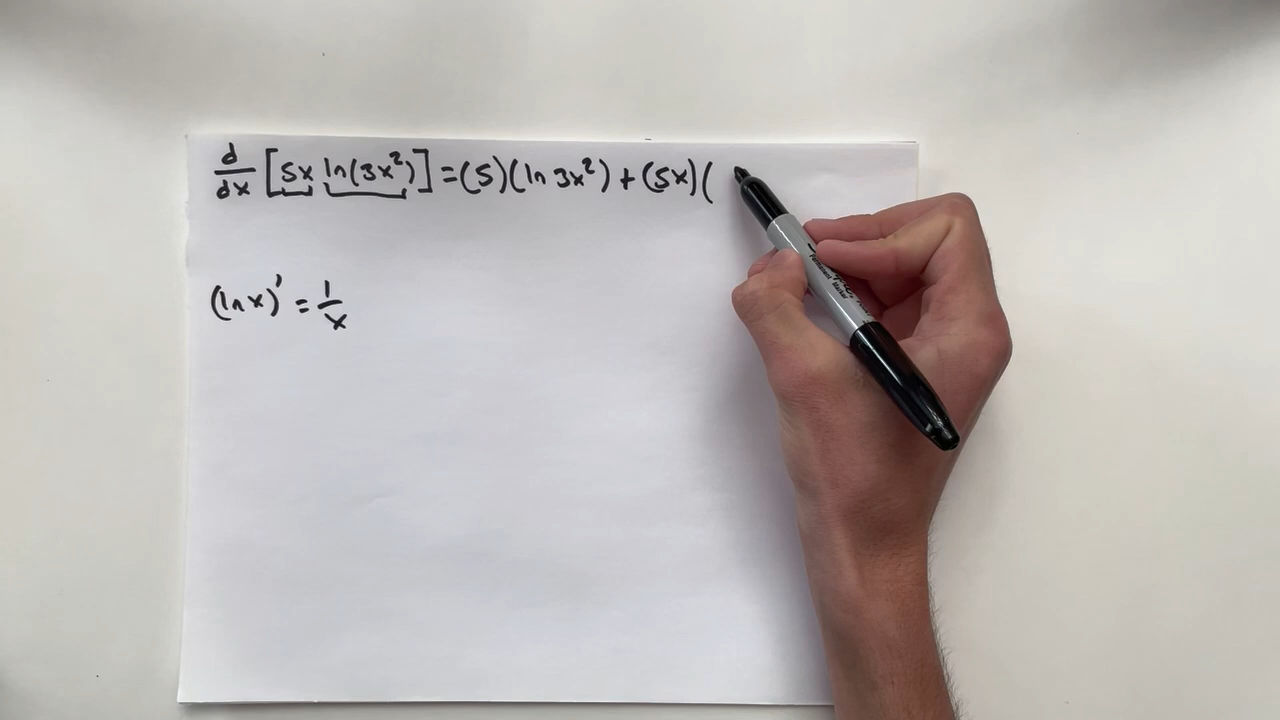 d/dx [5x ln(3x²)] = (5)(ln 3x²) + (5x)(
(ln x)' = 1/x